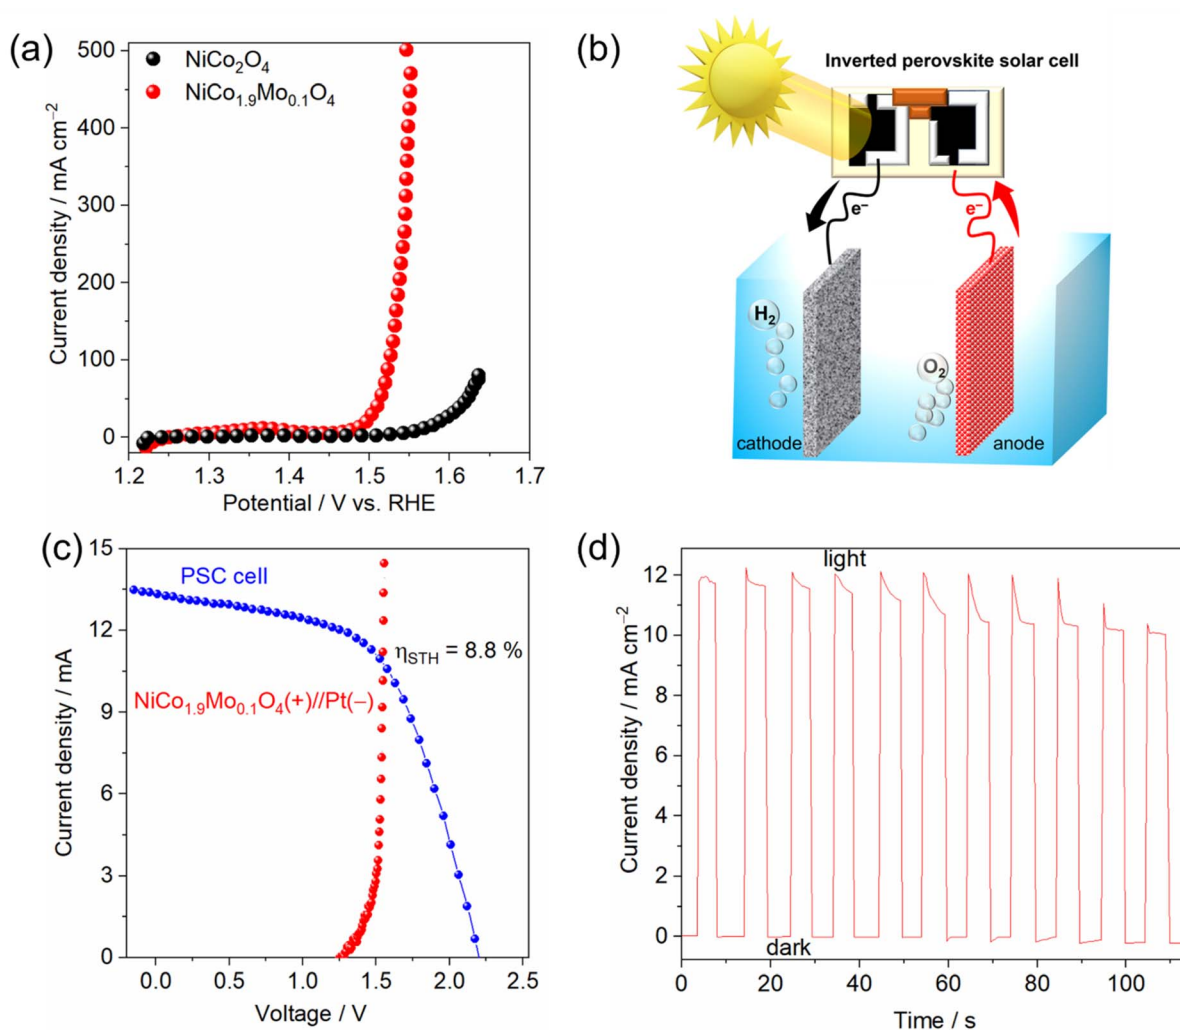 (a)
500
400
300
200
100
0
Current density / mA cm⁻²
NiCo₂O₄
NiCo₁.₉Mo₀.₁O₄
1.2 1.3 1.4 1.5 1.6 1.7
Potential / V vs. RHE
(b)
Inverted perovskite solar cell
e⁻ e⁻
H₂
O₂
cathode anode
(c)
15
12
9
6
3
0
Current density / mA
PSC cell
ηSTH = 8.8 %
NiCo₁.₉Mo₀.₁O₄(+)//Pt(−)
0.0 0.5 1.0 1.5 2.0 2.5
Voltage / V
(d)
12
10
8
6
4
2
0
Current density / mA cm⁻²
light
dark
0 20 40 60 80 100
Time / s